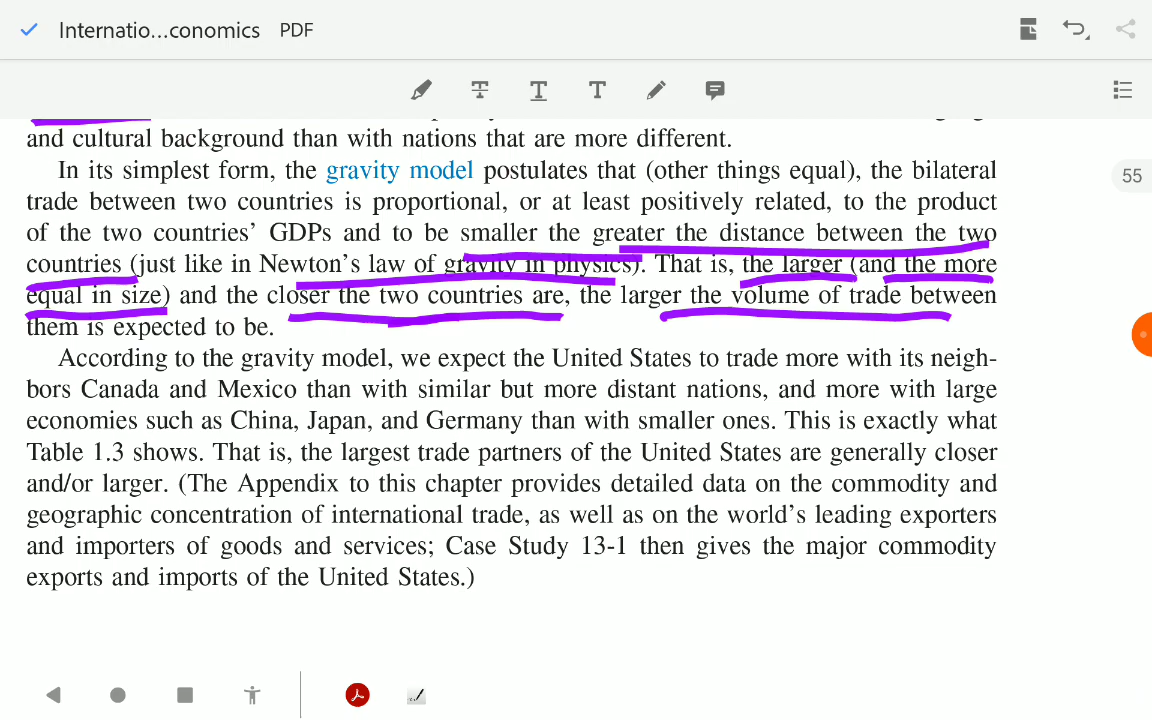 Internatio...conomics PDF
and cultural background than with nations that are more different.
In its simplest form, the gravity model postulates that (other things equal), the bilateral
55
trade between two countries is proportional, or at least positively related, to the product
of the two countries' GDPs and to be smaller the greater the distance between the two
countries (just like in Newton's law of gravity in physics). That is, the larger (and the more
equal in size) and the closer the two countries are, the larger the volume of trade between
them is expected to be.
According to the gravity model, we expect the United States to trade more with its neigh-
bors Canada and Mexico than with similar but more distant nations, and more with large
economies such as China, Japan, and Germany than with smaller ones. This is exactly what
Table 1.3 shows. That is, the largest trade partners of the United States are generally closer
and/or larger. (The Appendix to this chapter provides detailed data on the commodity and
geographic concentration of international trade, as well as on the world's leading exporters
and importers of goods and services; Case Study 13-1 then gives the major commodity
exports and imports of the United States.)